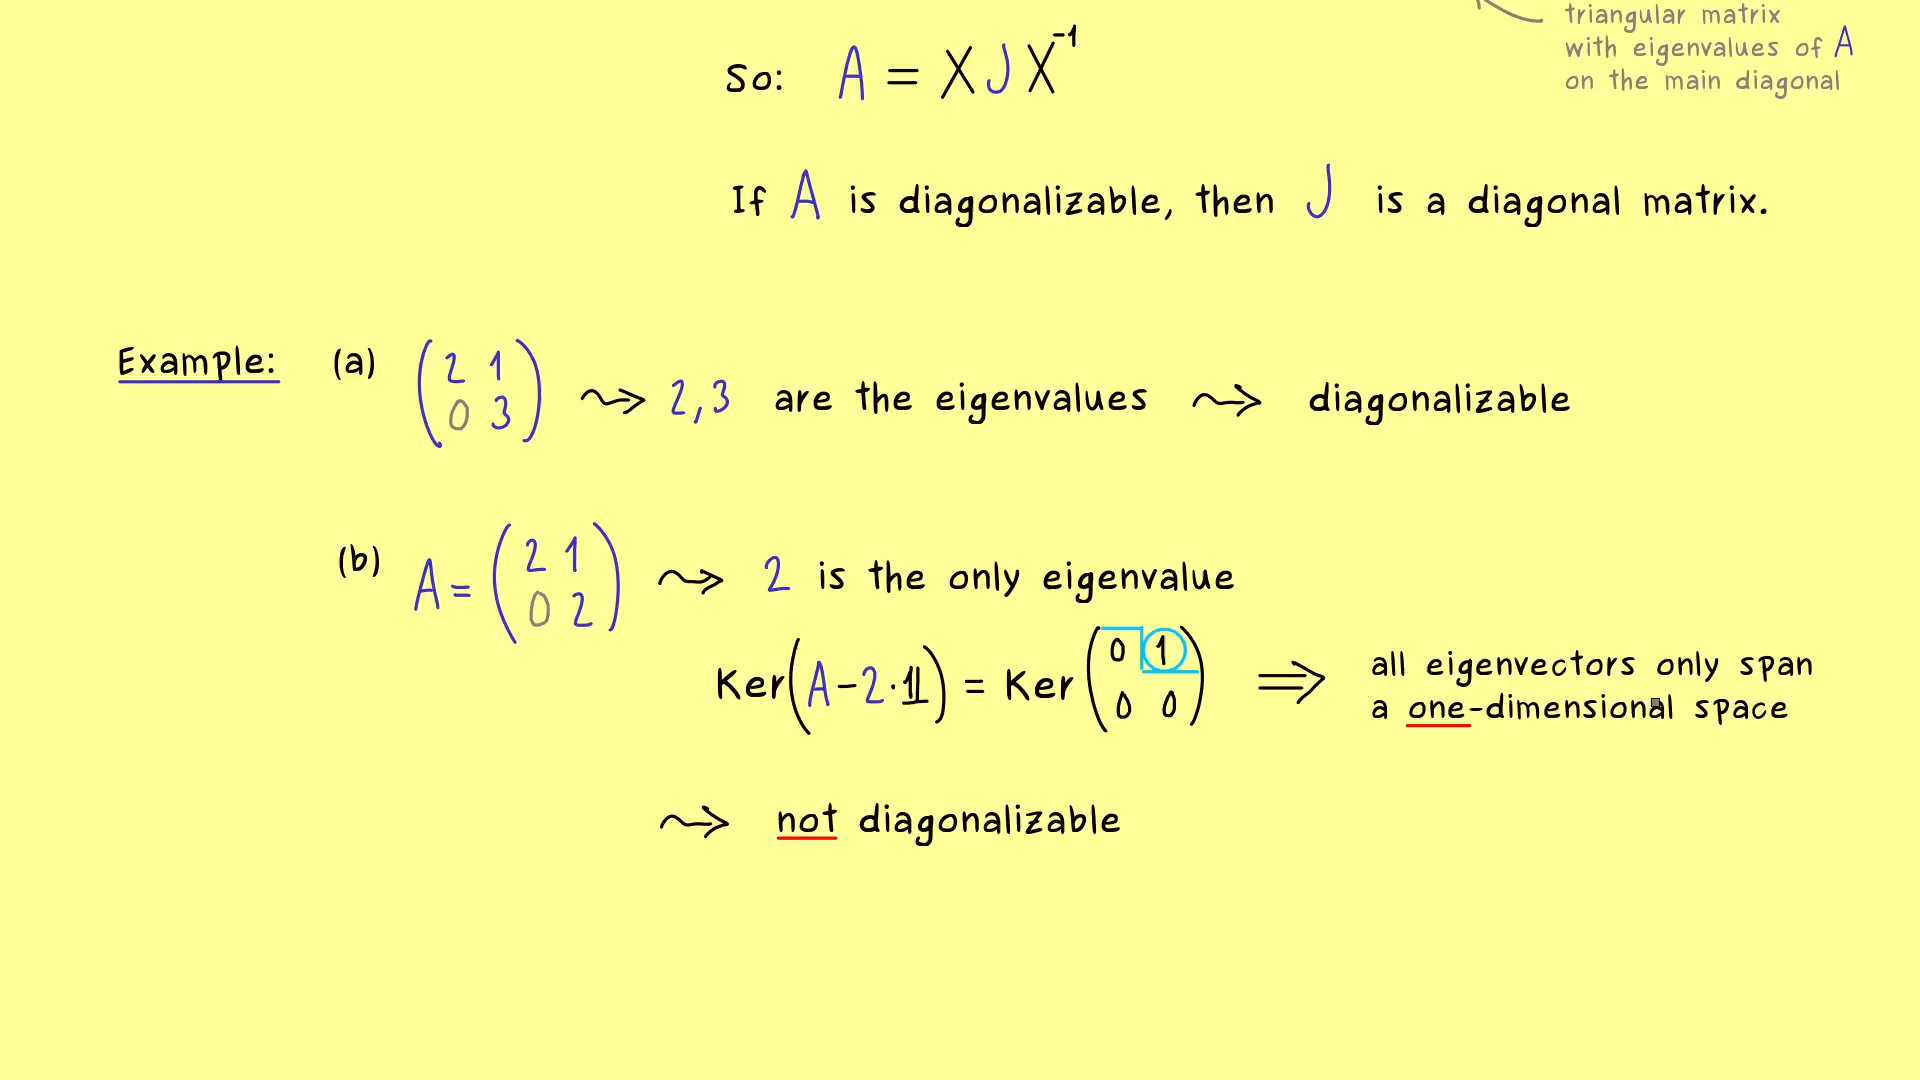 triangular matrix
with eigenvalues of A
on the main diagonal
So: A = X J X⁻¹
If A is diagonalizable, then J is a diagonal matrix.
Example: (a) (2 1
0 3) ⤳ 2,3 are the eigenvalues ⤳ diagonalizable
(b) A = (2 1
0 2) ⤳ 2 is the only eigenvalue
Ker(A − 2·𝟙) = Ker(0 1
0 0) ⟹ all eigenvectors only span
a one-dimensional space
⤳ not diagonalizable